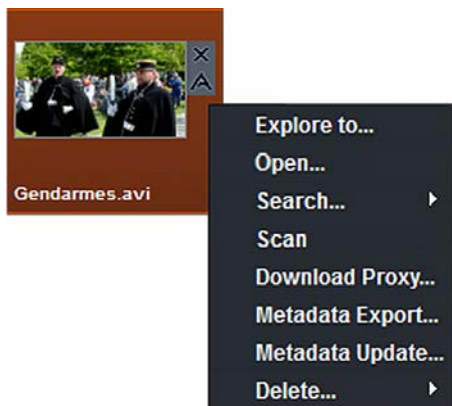 Gendarmes.avi
Explore to...
Open...
Search...
Scan
Download Proxy...
Metadata Export...
Metadata Update...
Delete...